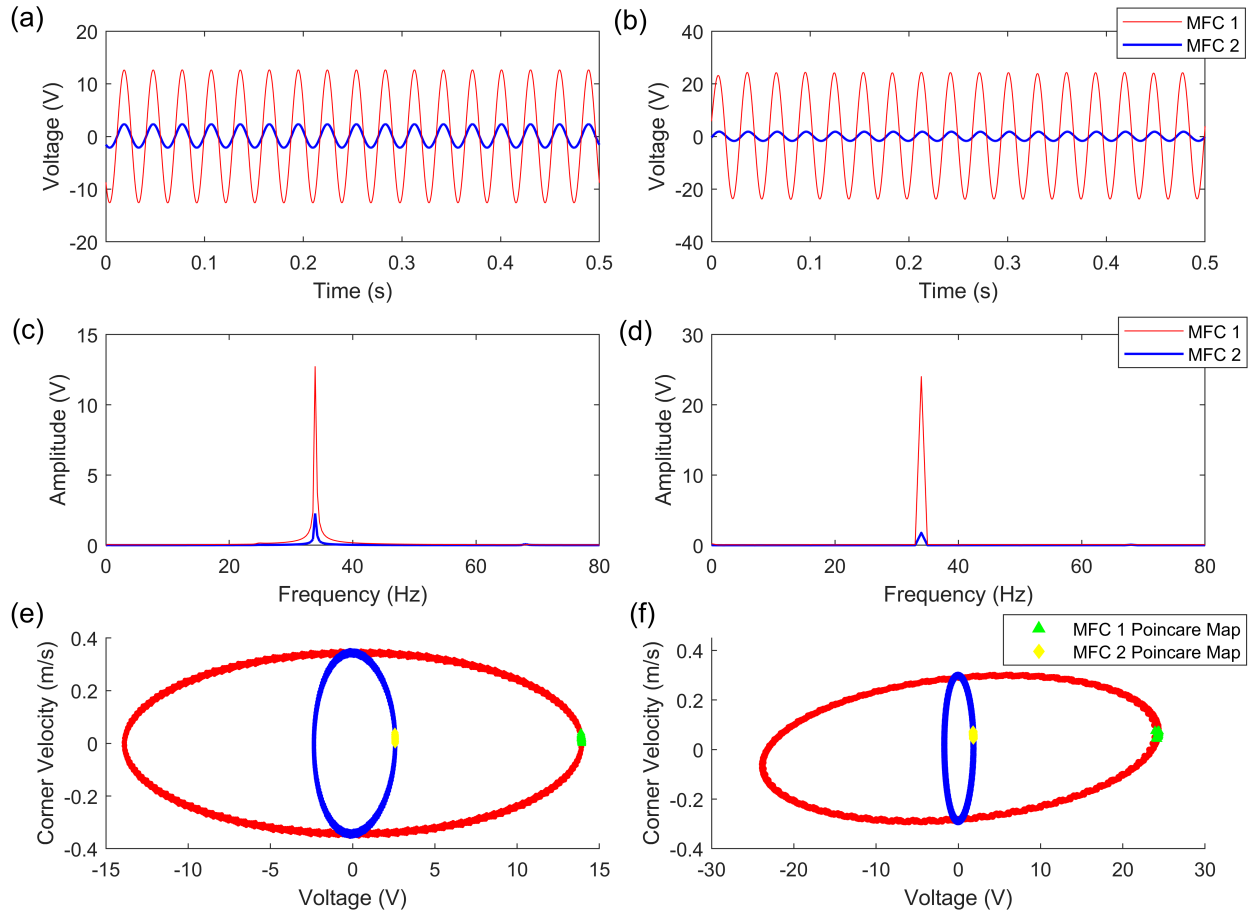 (a)
20
10
0
-10
-20
Voltage (V)
0 0.1 0.2 0.3 0.4 0.5
Time (s)
(b)
40
20
0
-20
-40
Voltage (V)
0 0.1 0.2 0.3 0.4 0.5
Time (s)
MFC 1
MFC 2
(c)
15
10
5
0
Amplitude (V)
0 20 40 60 80
Frequency (Hz)
(d)
30
20
10
0
Amplitude (V)
0 20 40 60 80
Frequency (Hz)
MFC 1
MFC 2
(e)
0.4
0.2
0
-0.2
-0.4
Corner Velocity (m/s)
-15 -10 -5 0 5 10 15
Voltage (V)
(f)
0.4
0.2
0
-0.2
-0.4
Corner Velocity (m/s)
-30 -20 -10 0 10 20 30
Voltage (V)
MFC 1 Poincare Map
MFC 2 Poincare Map